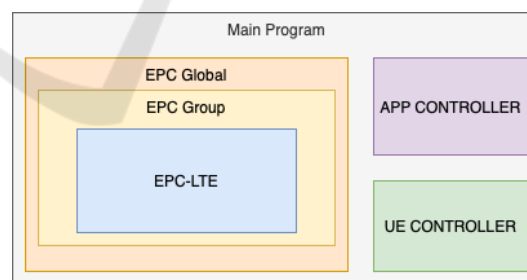 Main Program
EPC Global
EPC Group
EPC-LTE
APP CONTROLLER
UE CONTROLLER